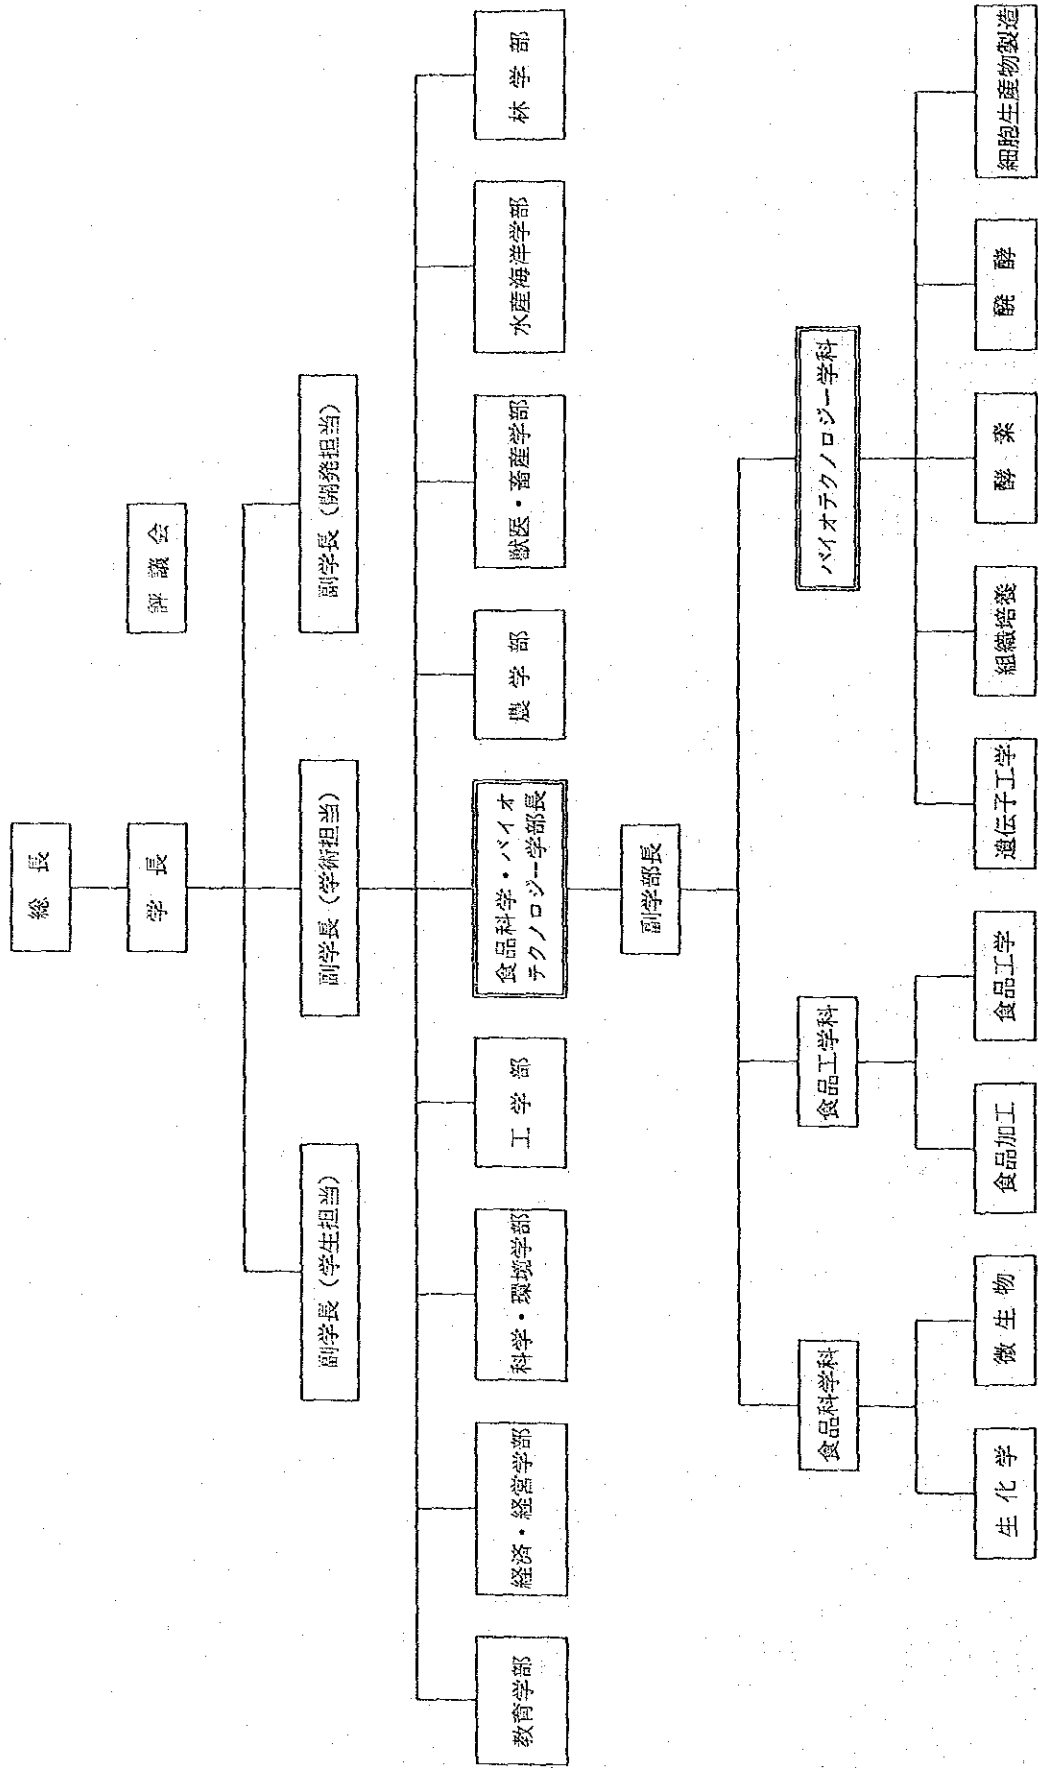 総長
学長
評議会
副学長（学生担当）
副学長（学術担当）
副学長（開発担当）
教育学部
経済・経営学部
科学・環境学部
工学部
食品科学・バイオ
テクノロジー学部長
農学部
獣医・畜産学部
水産海洋学部
林学部
副学部長
食品科学科
食品工学科
バイオテクノロジー学科
生化学
微生物
食品加工
食品工学
遺伝子工学
組織培養
酵素
醗酵
細胞生産物製造